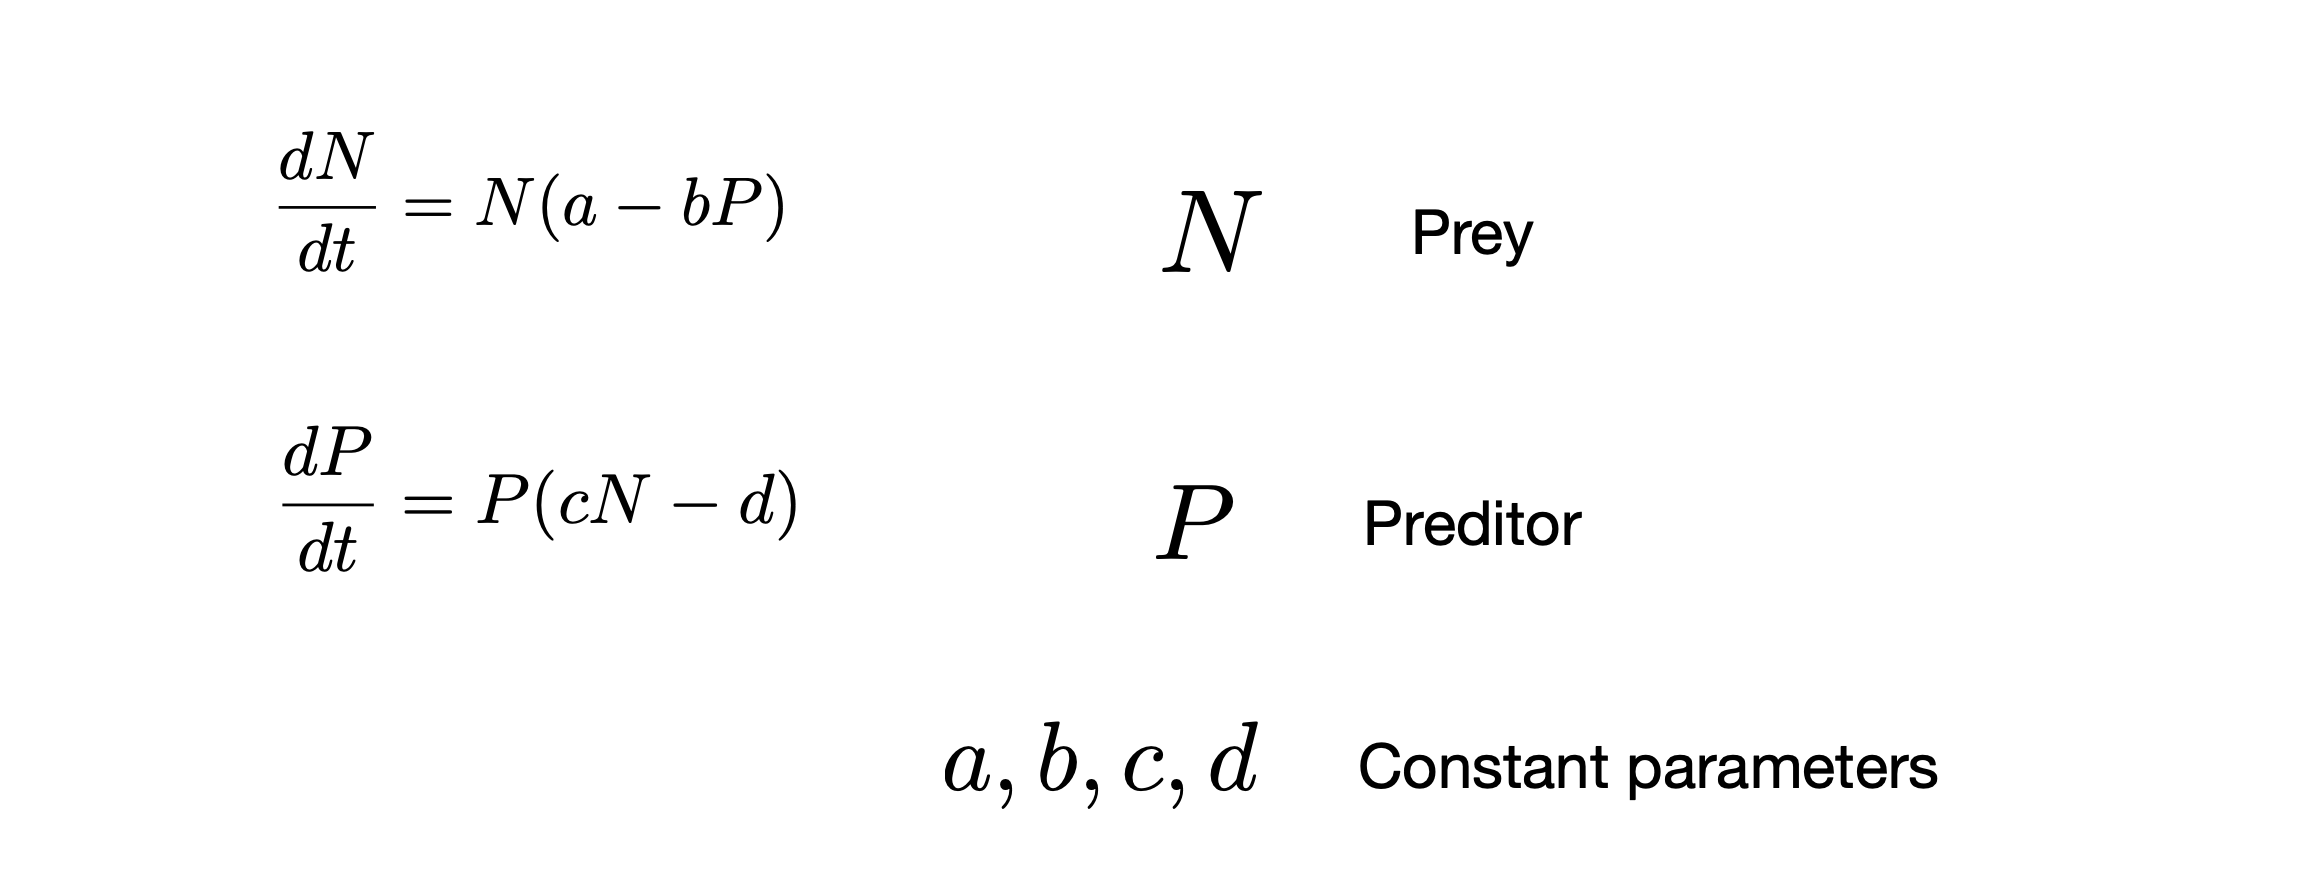 dN/dt = N(a − bP)
N Prey
dP/dt = P(cN − d)
P Preditor
a, b, c, d Constant parameters